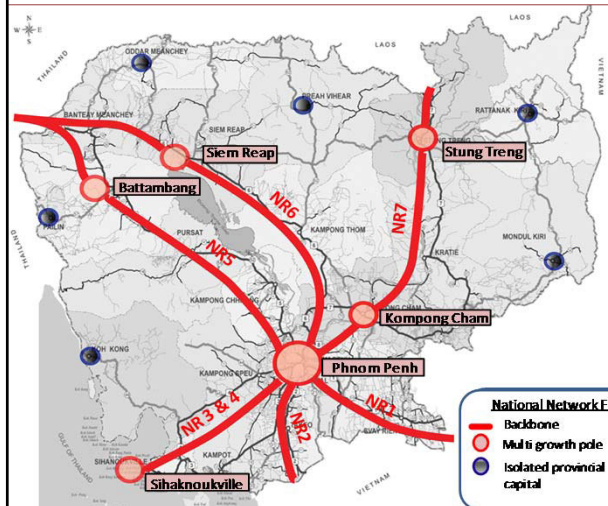 N
LAOS
LAOS
THAILAND
ODDAR MEANCHEY
VIETNAM
PREAH VIHEAR
BANTEAY MEANCHEY
SIEM REAP
Siem Reap
Stung Treng
Battambang
NR6
NR7
PAILIN
THAILAND
PURSAT
KAMPONG THOM
MONDUL KIRI
NR5
KRATIE
KAMPONG CHHNANG
Kompong Cham
KOH KONG
KAMPONG SPEU
Phnom Penh
NR 3 & 4
NR2
NR1
SVAY RIENG
National Network F
Backbone
Multi growth pole
Isolated provincial
capital
GULF OF THAILAND
KAMPOT
Sihaknoukville
VIETNAM